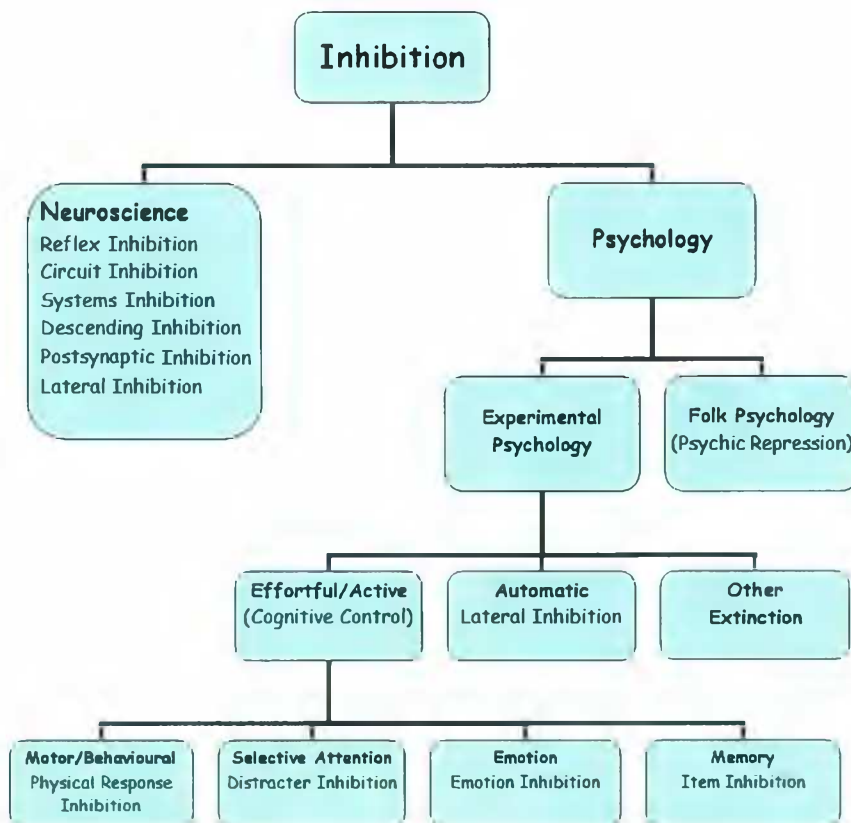 Inhibition
Neuroscience
Reflex Inhibition
Circuit Inhibition
Systems Inhibition
Descending Inhibition
Postsynaptic Inhibition
Lateral Inhibition
Psychology
Experimental
Psychology
Folk Psychology
(Psychic Repression)
Effortful/Active
(Cognitive Control)
Automatic
Lateral Inhibition
Other
Extinction
Motor/Behavioural
Physical Response
Inhibition
Selective Attention
Distracter Inhibition
Emotion
Emotion Inhibition
Memory
Item Inhibition